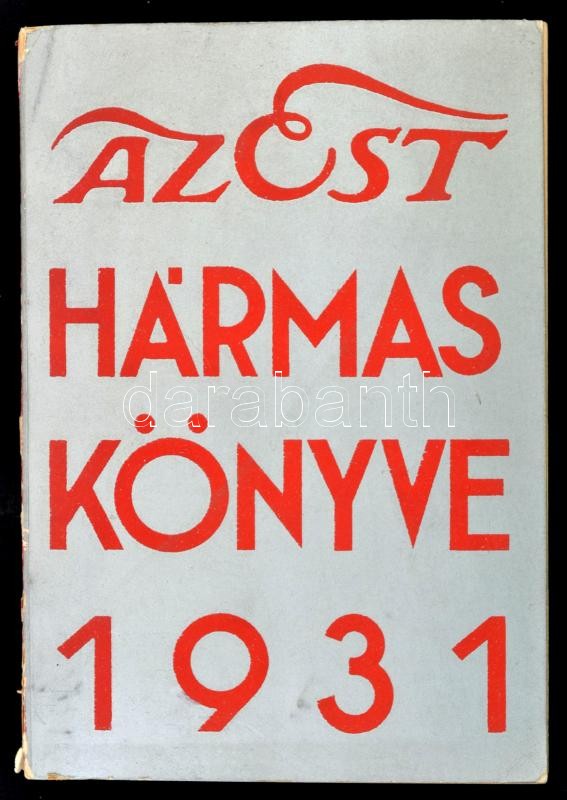 AZ EST
HÁRMAS
darabanth
KÖNYVE
1931